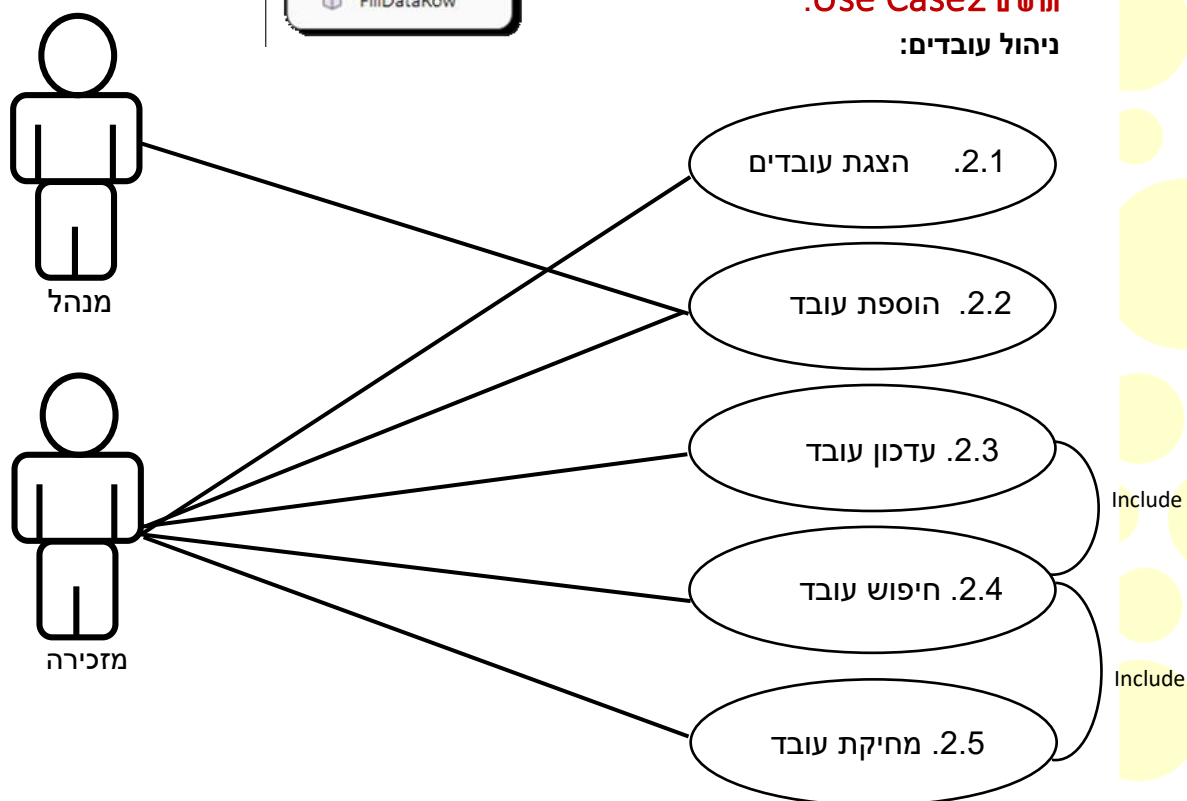 FillDataRow
תרשים Use Case2:
ניהול עובדים:
2.1. הצגת עובדים
מנהל
2.2. הוספת עובד
2.3. עדכון עובד
Include
2.4. חיפוש עובד
מזכירה
Include
2.5. מחיקת עובד